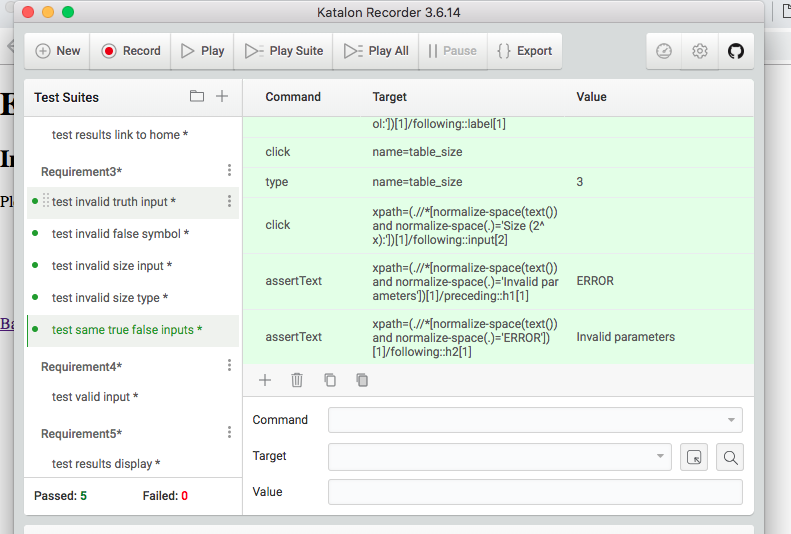 Katalon Recorder 3.6.14
New
Record
Play
Play Suite
Play All
Pause
Export
Test Suites
Command Target Value
test results link to home *
Requirement3*
test invalid truth input *
test invalid false symbol *
test invalid size input *
test invalid size type *
test same true false inputs *
Requirement4*
test valid input *
Requirement5*
test results display *
Passed: 5 Failed: 0
ol:'])[1]/following::label[1]
click name=table_size
type name=table_size 3
click xpath=(.//*[normalize-space(text())
and normalize-space(.)='Size (2^
x):'])[1]/following::input[2]
assertText xpath=(.//*[normalize-space(text())
and normalize-space(.)='Invalid par
ameters'])[1]/preceding::h1[1] ERROR
assertText xpath=(.//*[normalize-space(text())
and normalize-space(.)='ERROR'])
[1]/following::h2[1] Invalid parameters
Command
Target
Value